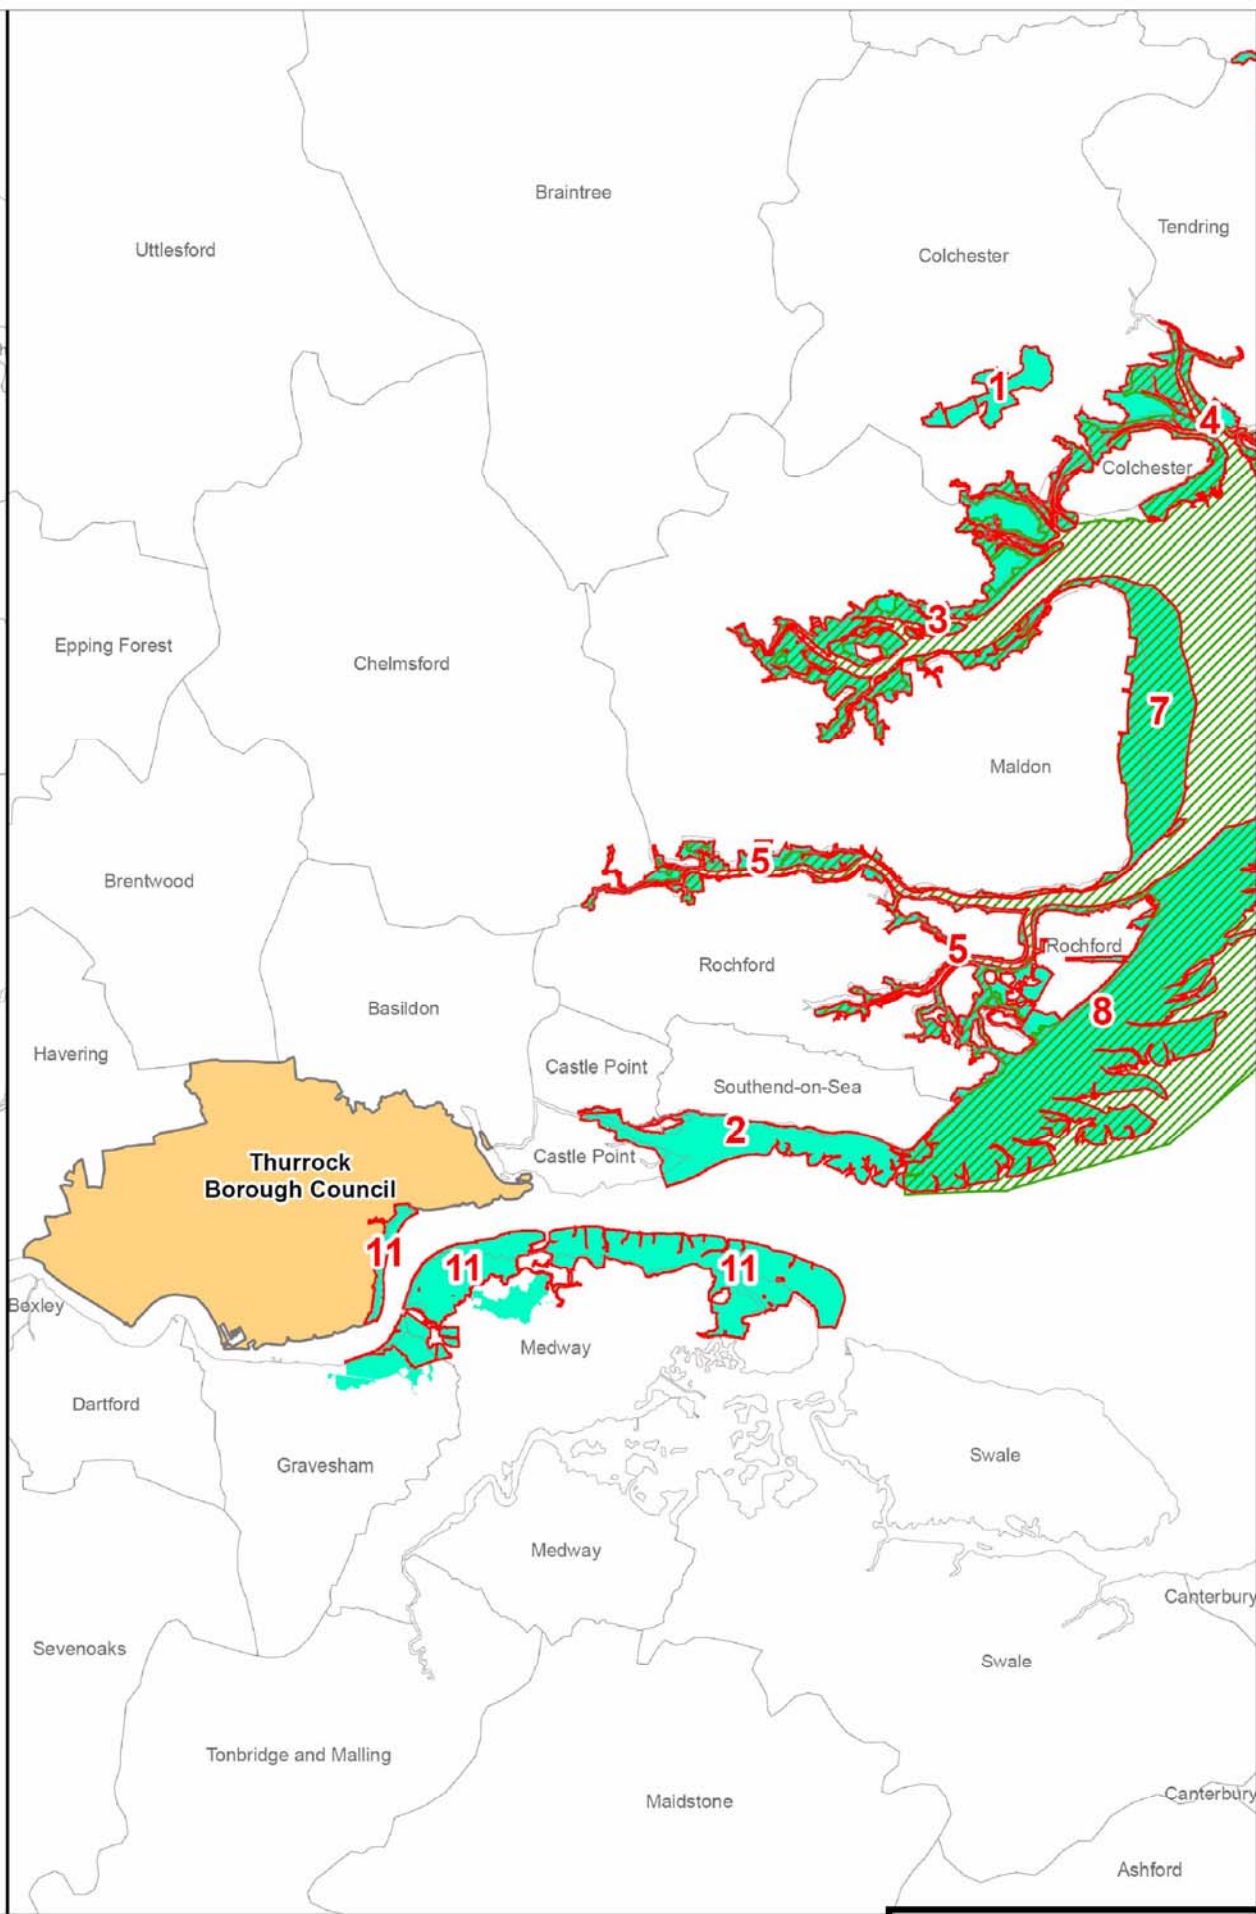 Braintree
Uttlesford
Colchester
Tendring
1
4
Colchester
3
Epping Forest
Chelmsford
7
Maldon
5
Brentwood
5
Rochford
Rochford
Basildon
8
Havering
Castle Point
Southend-on-Sea
2
Castle Point
Thurrock
Borough Council
11
11
11
Bexley
Medway
Dartford
Gravesham
Swale
Medway
Canterbury
Sevenoaks
Swale
Tonbridge and Malling
Maidstone
Canterbury
Ashford